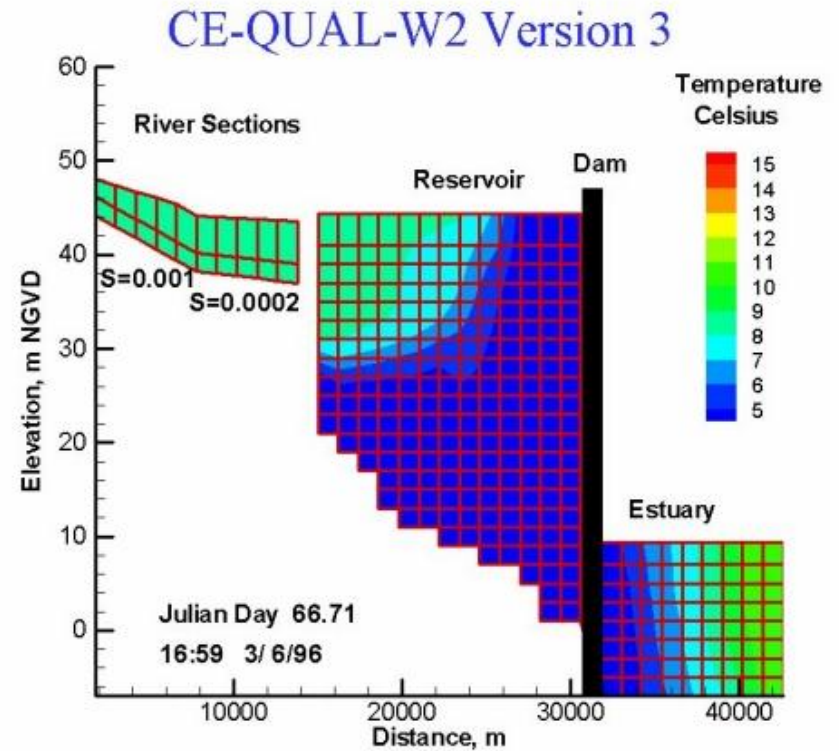 CE-QUAL-W2 Version 3
60
50
40
30
20
10
0
Elevation, m NGVD
River Sections
S=0.001
S=0.0002
Reservoir
Dam
Temperature
Celsius
15
14
13
12
11
10
9
8
7
6
5
Estuary
Julian Day 66.71
16:59 3/ 6/96
10000 20000 30000 40000
Distance, m